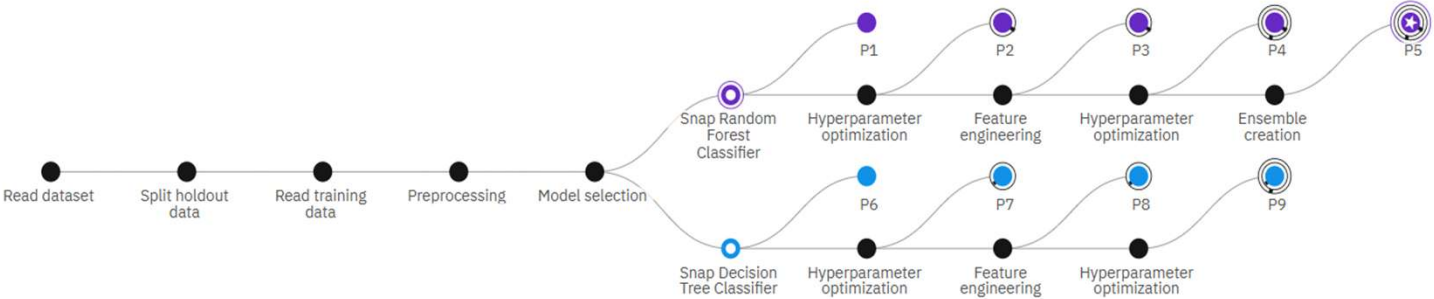 P1
P2
P3
P4
P5
Snap Random
Forest
Classifier
Hyperparameter
optimization
Feature
engineering
Hyperparameter
optimization
Ensemble
creation
Read dataset
Split holdout
data
Read training
data
Preprocessing
Model selection
P6
P7
P8
P9
Snap Decision
Tree Classifier
Hyperparameter
optimization
Feature
engineering
Hyperparameter
optimization